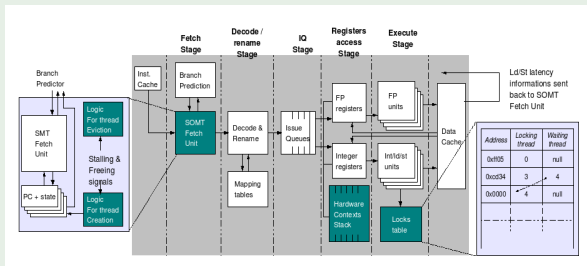 Fetch
Stage
Decode /
rename
Stage
IQ
Stage
Registers
access
Stage
Execute
Stage
Branch
Predictor
Inst.
Cache
Branch
Prediction
FP
registers
FP
units
Ld/St latency
informations sent
back to SOMT
Fetch Unit
Logic
For thread
Eviction
SMT
Fetch
Unit
Stalling &
Freeing
signals
PC + state
Logic
For thread
Creation
SOMT
Fetch
Unit
Decode &
Rename
Mapping
tables
Issue
Queues
Integer
registers
Int/ld/st
units
Data
Cache
Hardware
Contexts
Stack
Locks
table
Address
Locking
thread
Waiting
thread
0xff05 0 null
0xcd34 3 4
0x0000 4 null